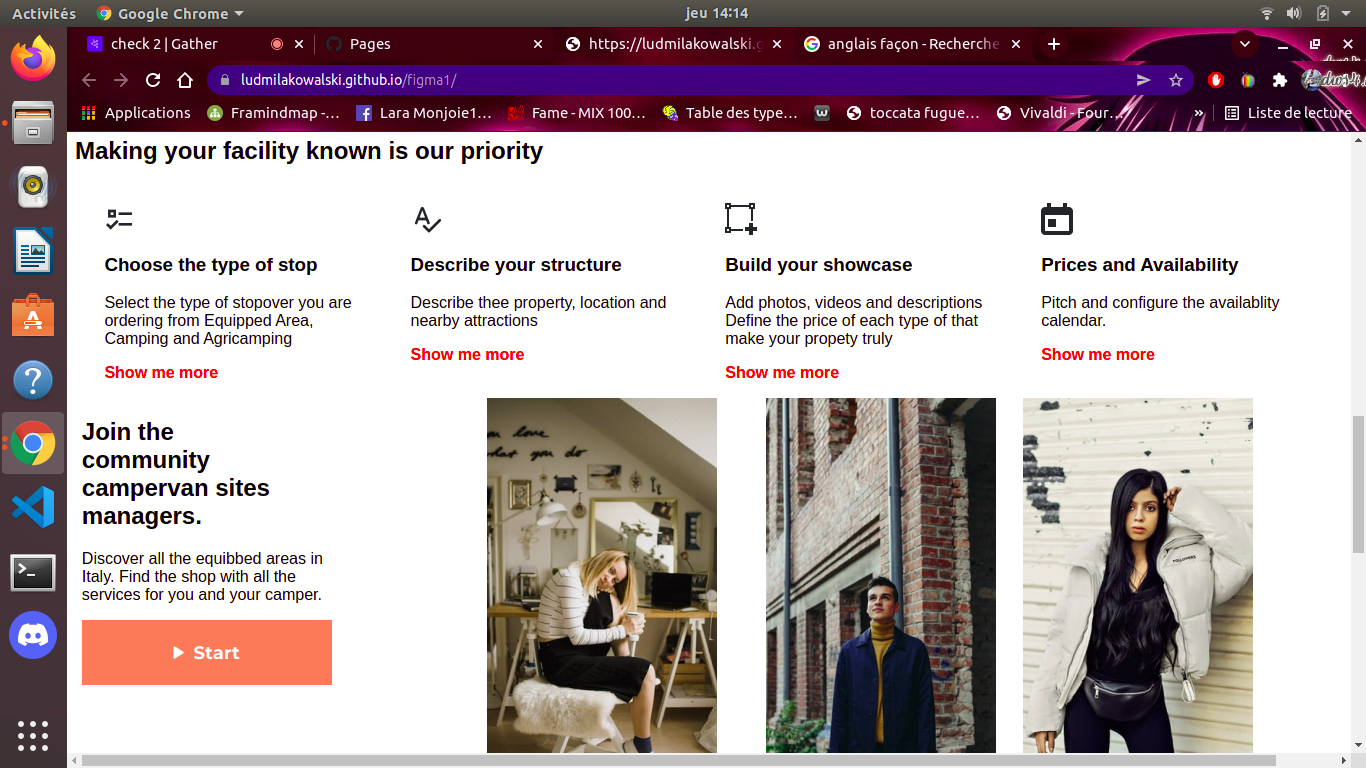 Activités
Google Chrome
jeu 14:14
check 2 | Gather
Pages
https://ludmilakowalski.g
anglais façon - Recherche
ludmilakowalski.github.io/figma1/
Applications
Framindmap -…
Lara Monjoie1…
Fame - MIX 100…
Table des type…
toccata fugue…
Vivaldi - Four…
»
Liste de lecture
Making your facility known is our priority
Choose the type of stop
Select the type of stopover you are
ordering from Equipped Area,
Camping and Agricamping
Show me more
Describe your structure
Describe thee property, location and
nearby attractions
Show me more
Build your showcase
Add photos, videos and descriptions
Define the price of each type of that
make your propety truly
Show me more
Prices and Availability
Pitch and configure the availablity
calendar.
Show me more
Join the
community
campervan sites
managers.
Discover all the equibbed areas in
Italy. Find the shop with all the
services for you and your camper.
Start
you love
what you do
FOLLOVERS